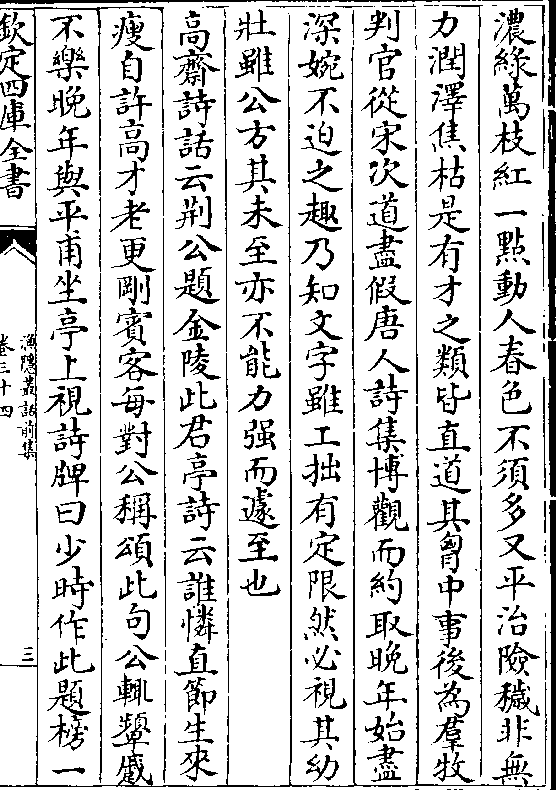 濃綠萬枝紅一點動人春色不須多又平治險穢非無
力潤澤焦枯是有才之類皆直道其胷中事後為羣牧
判官從宋次道盡假唐人詩集博觀而約取晚年始盡
深婉不迫之趣乃知文字雖工拙有定限然必視其幼
壯雖公方其未至亦不能力强而遽至也
高齋詩話云荆公題金陵此君亭詩云誰憐直節生來
瘦自許高才老更剛賓客每對公稱頌此句公輒顰蹙
不樂晚年與平甫坐亭上視詩牌曰少時作此題榜一
欽定四庫全書
漁隱叢話前集
卷三十四
三